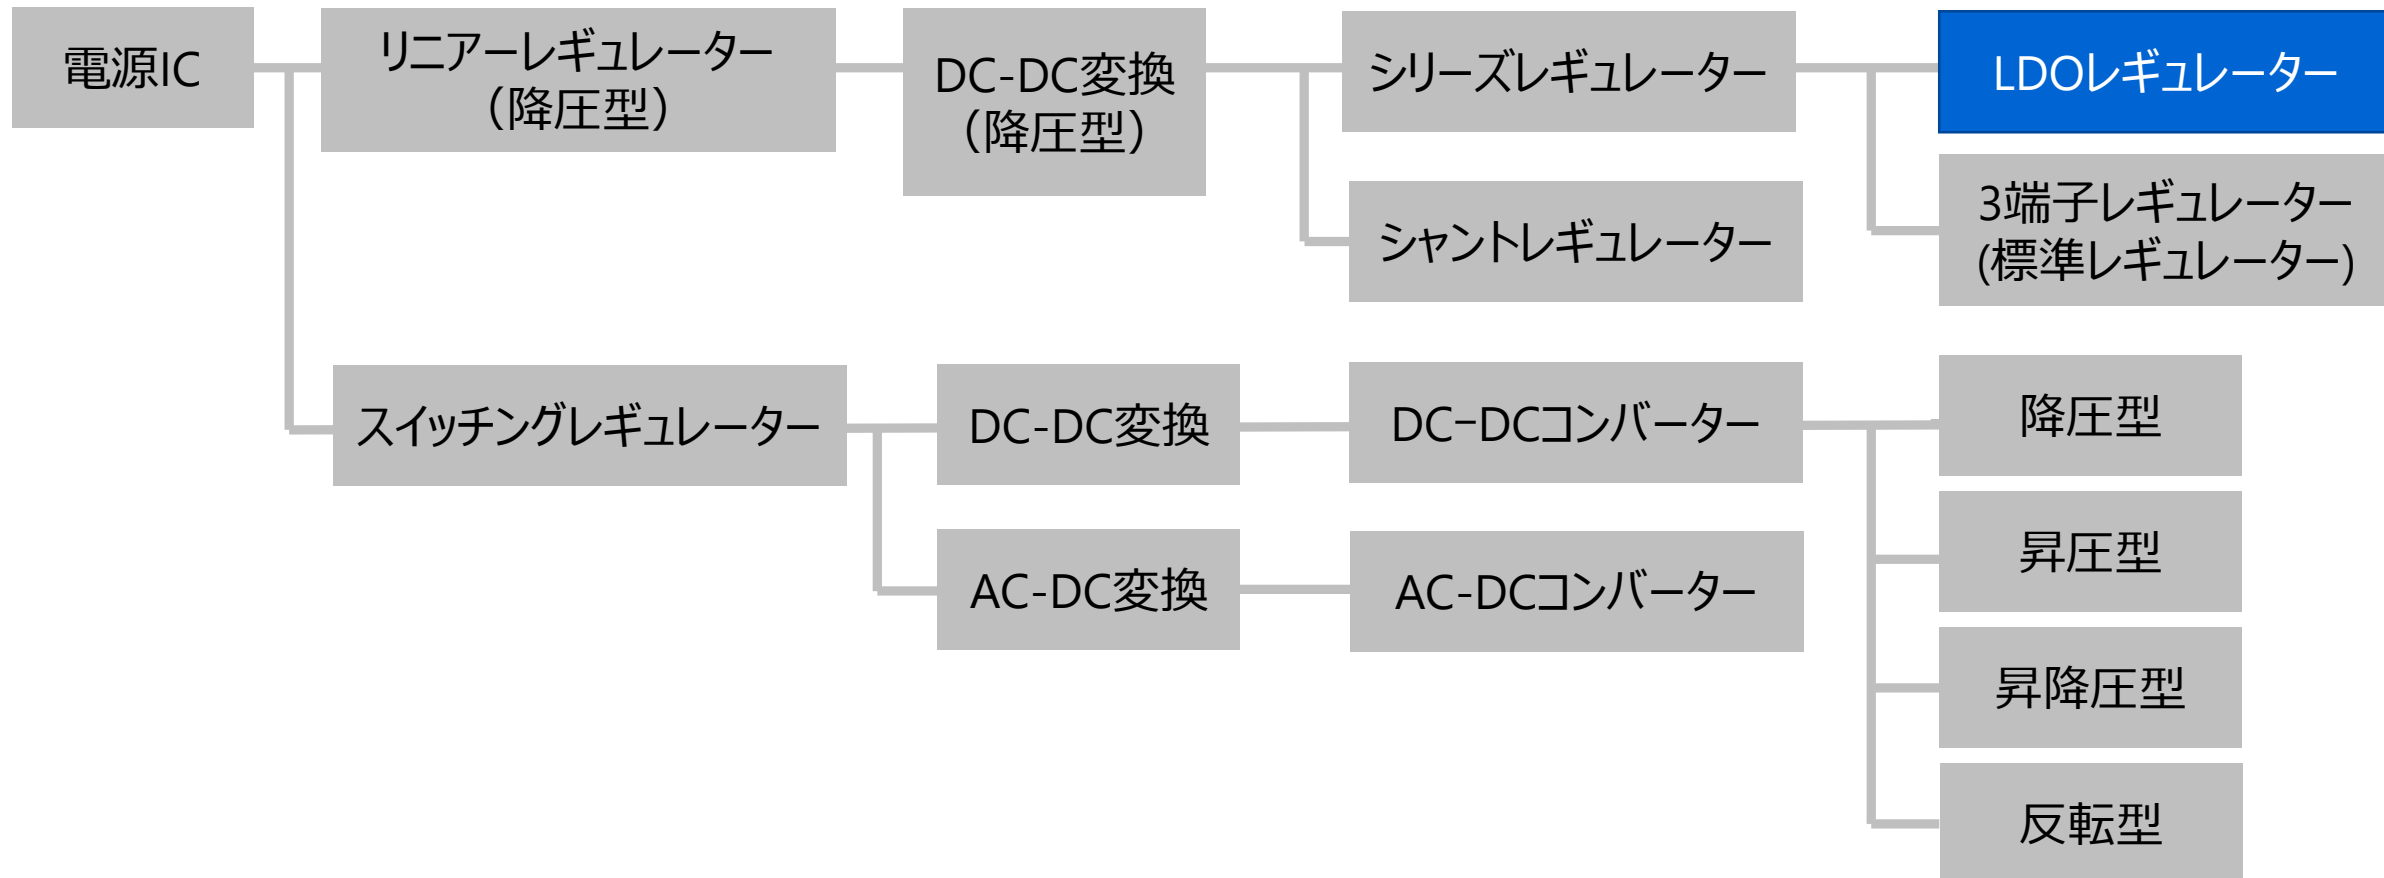 電源IC
リニアーレギュレーター
（降圧型）
DC-DC変換
（降圧型）
シリーズレギュレーター
LDOレギュレーター
3端子レギュレーター
(標準レギュレーター)
シャントレギュレーター
スイッチングレギュレーター
DC-DC変換
DC−DCコンバーター
降圧型
昇圧型
AC-DC変換
AC-DCコンバーター
昇降圧型
反転型